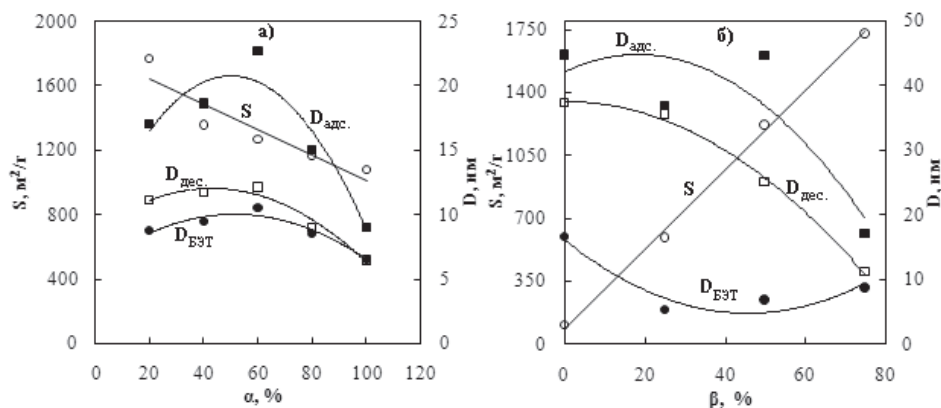 а)
S, м²/г
2000
1600
1200
800
400
0
0 20 40 60 80 100 120
α, %
25
20
15
10
5
0
D, нм
S
Dадс.
Dдес.
DБЭТ
б)
S, м²/г
1750
1400
1050
700
350
0
0 20 40 60 80
β, %
50
40
30
20
10
0
D, нм
Dадс.
S
Dдес.
DБЭТ